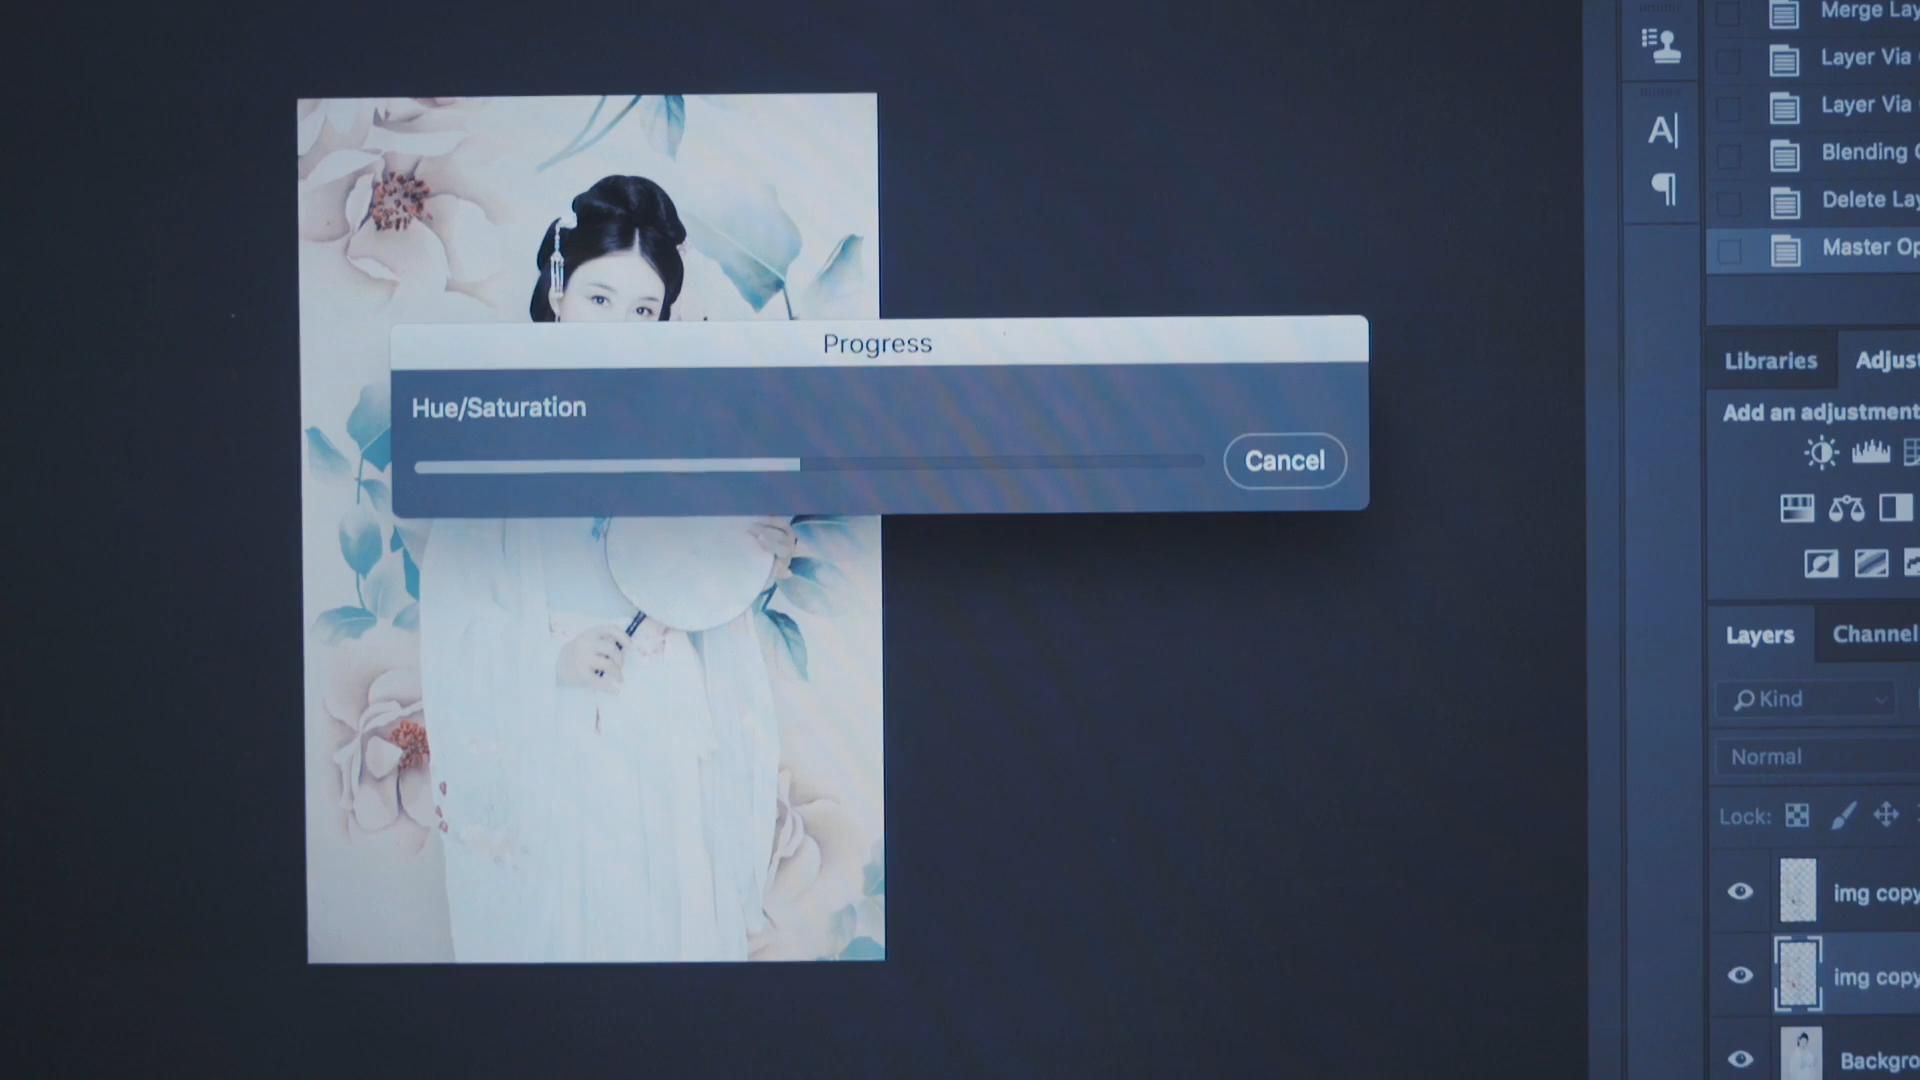 Merge Lay
Layer Via
Layer Via
Blending
Delete Lay
Master Op
A
¶
Progress
Hue/Saturation
Cancel
Libraries
Adjust
Add an adjustment
Layers
Channel
Kind
Normal
Lock:
img copy
img copy
Backgro